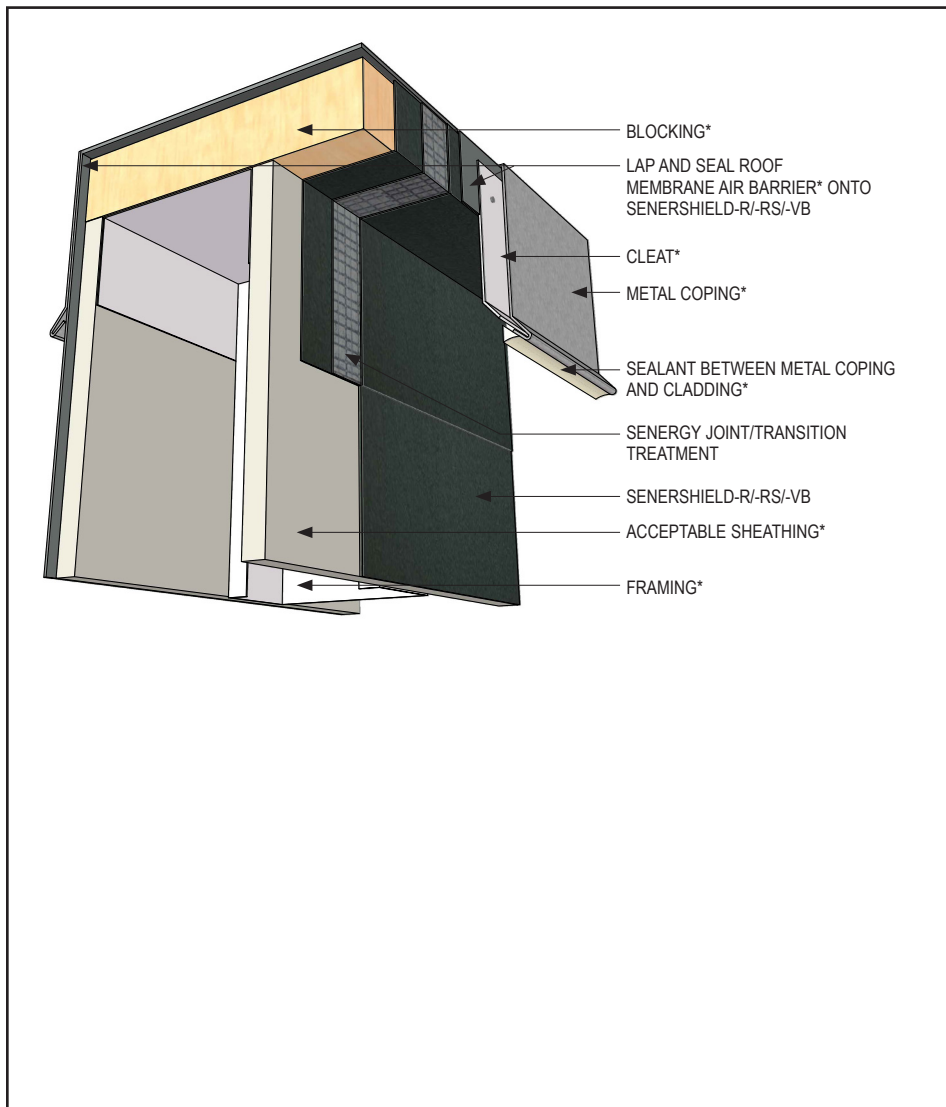 BLOCKING*
LAP AND SEAL ROOF
MEMBRANE AIR BARRIER* ONTO
SENERSHIELD-R/-RS/-VB
CLEAT*
METAL COPING*
SEALANT BETWEEN METAL COPING
AND CLADDING*
SENERGY JOINT/TRANSITION
TREATMENT
SENERSHIELD-R/-RS/-VB
ACCEPTABLE SHEATHING*
FRAMING*